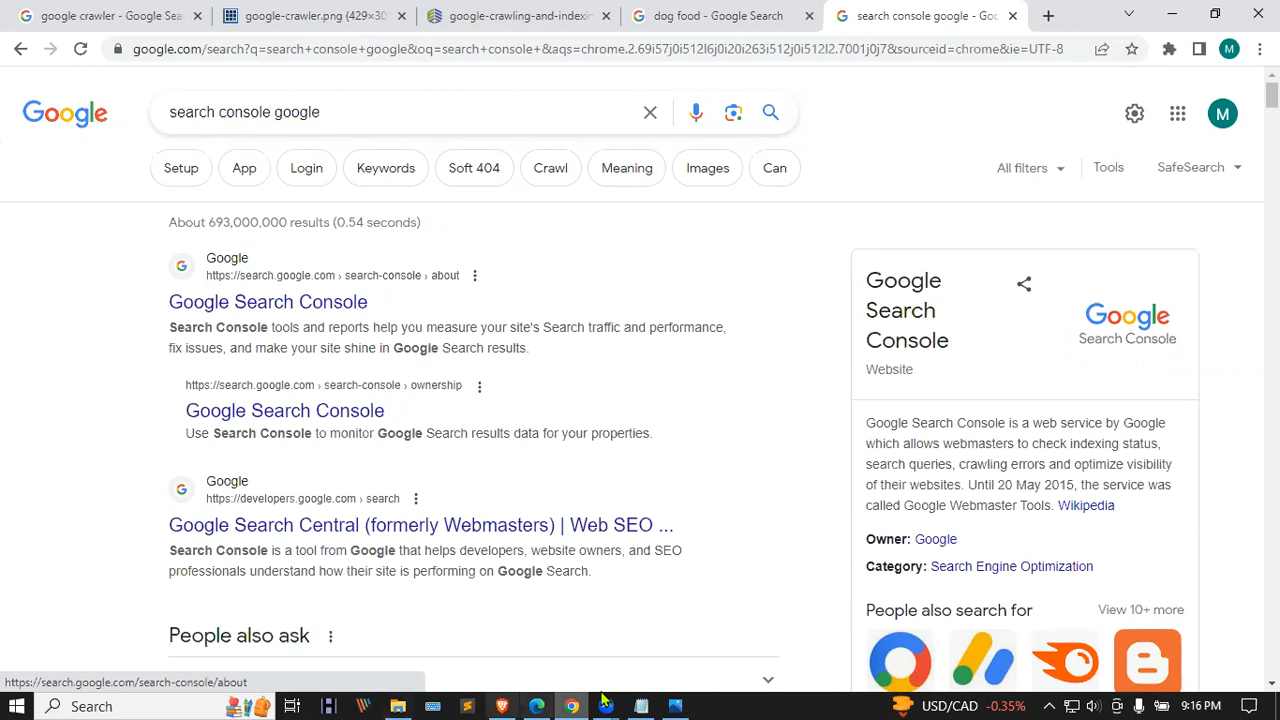 google crawler - Google Sea
google-crawler.png (429×30
google-crawling-and-indexin
dog food - Google Search
search console google - Goo
google.com/search?q=search+console+google&oq=search+console+&aqs=chrome.2.69i57j0i512l6j0i20i263i512j0i512l2.7001j0j7&sourceid=chrome&ie=UTF-8
M
Google
search console google
M
Setup
App
Login
Keywords
Soft 404
Crawl
Meaning
Images
Can
All filters
Tools
SafeSearch
About 693,000,000 results (0.54 seconds)
Google
https://search.google.com › search-console › about
Google Search Console
Search Console tools and reports help you measure your site's Search traffic and performance,
fix issues, and make your site shine in Google Search results.
https://search.google.com › search-console › ownership
Google Search Console
Use Search Console to monitor Google Search results data for your properties.
Google
https://developers.google.com › search
Google Search Central (formerly Webmasters) | Web SEO ...
Search Console is a tool from Google that helps developers, website owners, and SEO
professionals understand how their site is performing on Google Search.
People also ask
Google
Search
Console
Website
Google
Search Console
Google Search Console is a web service by Google
which allows webmasters to check indexing status,
search queries, crawling errors and optimize visibility
of their websites. Until 20 May 2015, the service was
called Google Webmaster Tools. Wikipedia
Owner: Google
Category: Search Engine Optimization
People also search for
View 10+ more
https://search.google.com/search-console/about
Search
USD/CAD -0.35%
9:16 PM